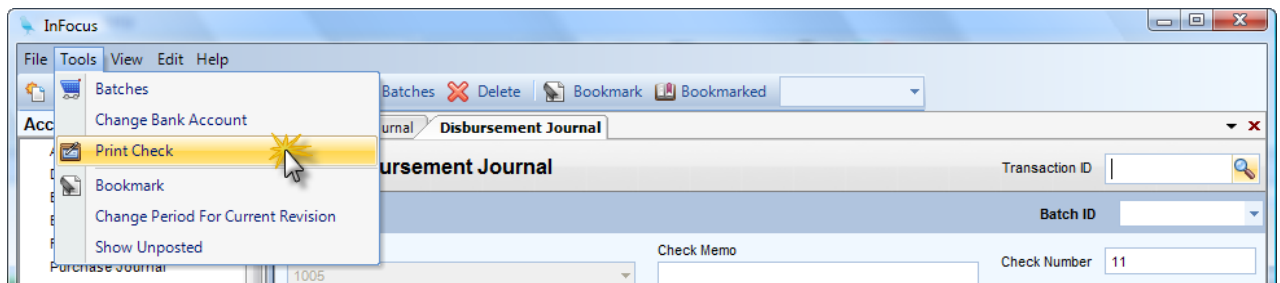 InFocus
File Tools View Edit Help
Batches Delete Bookmark Bookmarked
Batches
Change Bank Account
Print Check
Bookmark
Change Period For Current Revision
Show Unposted
Acc
urnal Disbursement Journal
ursement Journal
Transaction ID
Batch ID
Purchase Journal
1005
Check Memo
Check Number 11